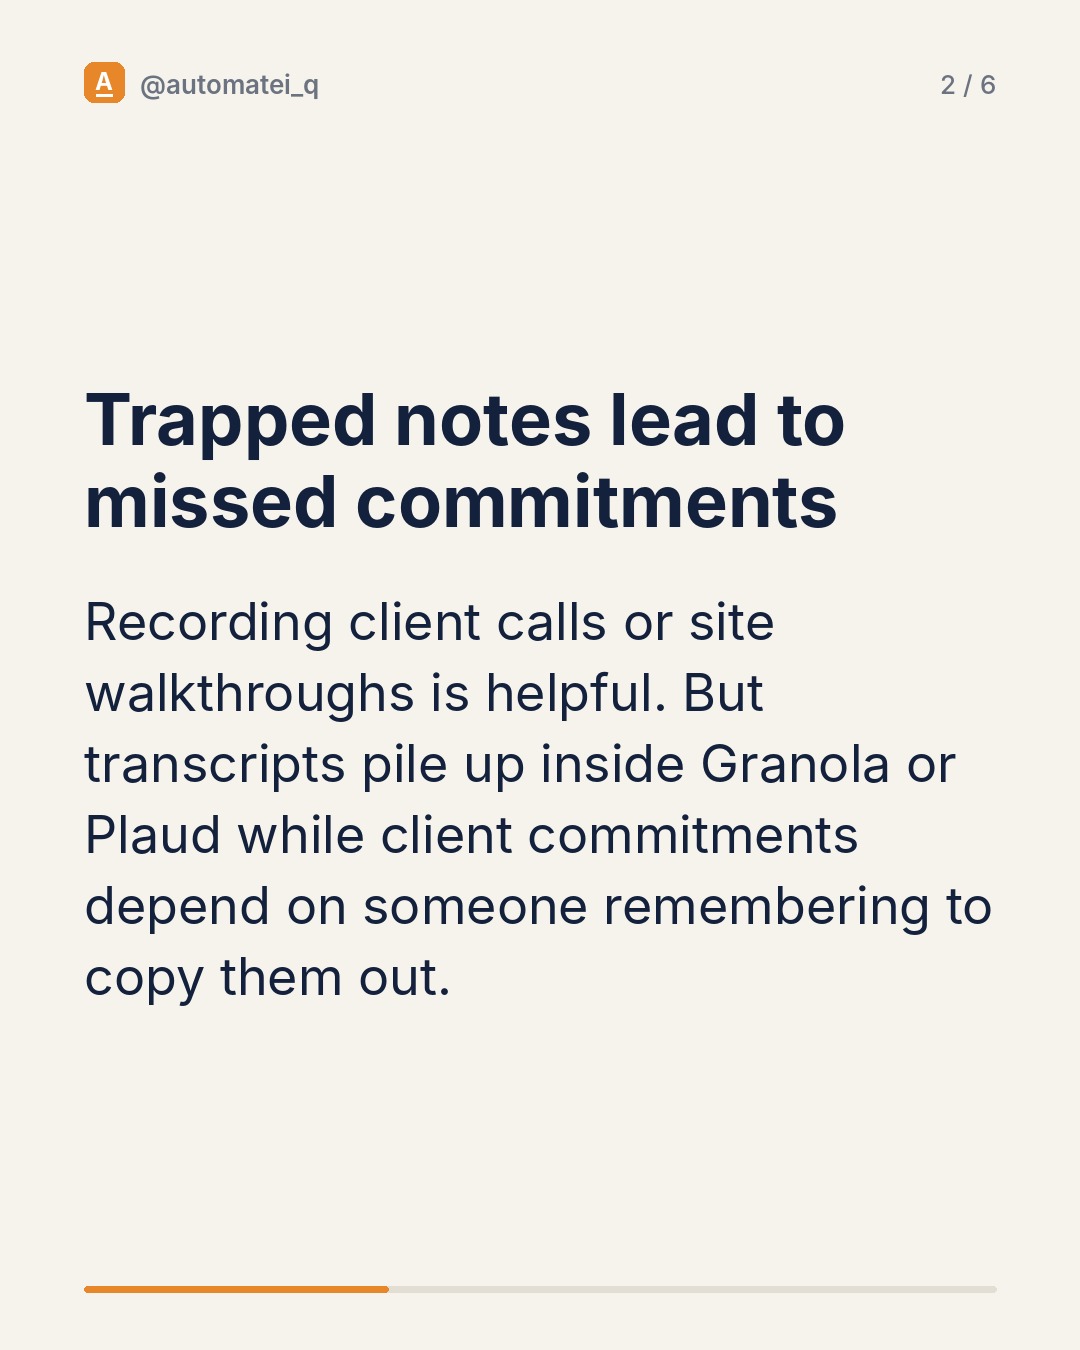 A @automatei_q
2 / 6
Trapped notes lead to
missed commitments
Recording client calls or site
walkthroughs is helpful. But
transcripts pile up inside Granola or
Plaud while client commitments
depend on someone remembering to
copy them out.